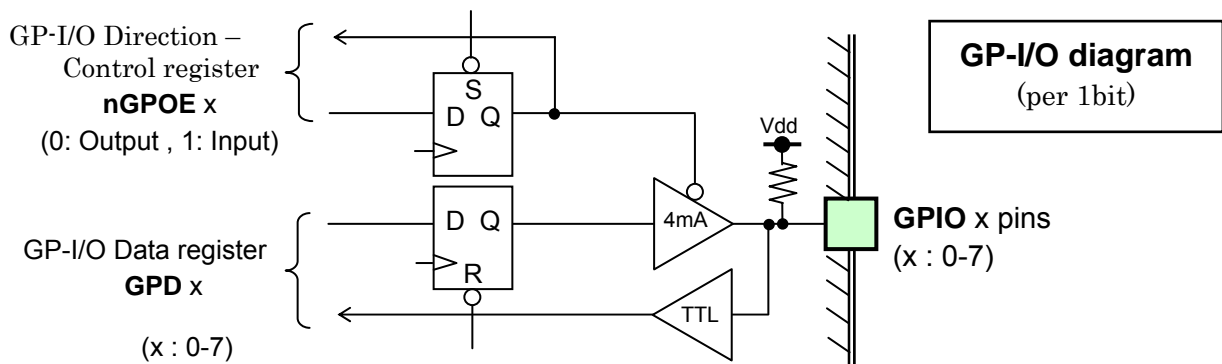 GP-I/O Direction –
Control register
nGPOE x
(0: Output , 1: Input)
S
D Q
GP-I/O diagram
(per 1bit)
Vdd
D Q
R
4mA
GPIO x pins
(x : 0-7)
GP-I/O Data register
GPD x
TTL
(x : 0-7)